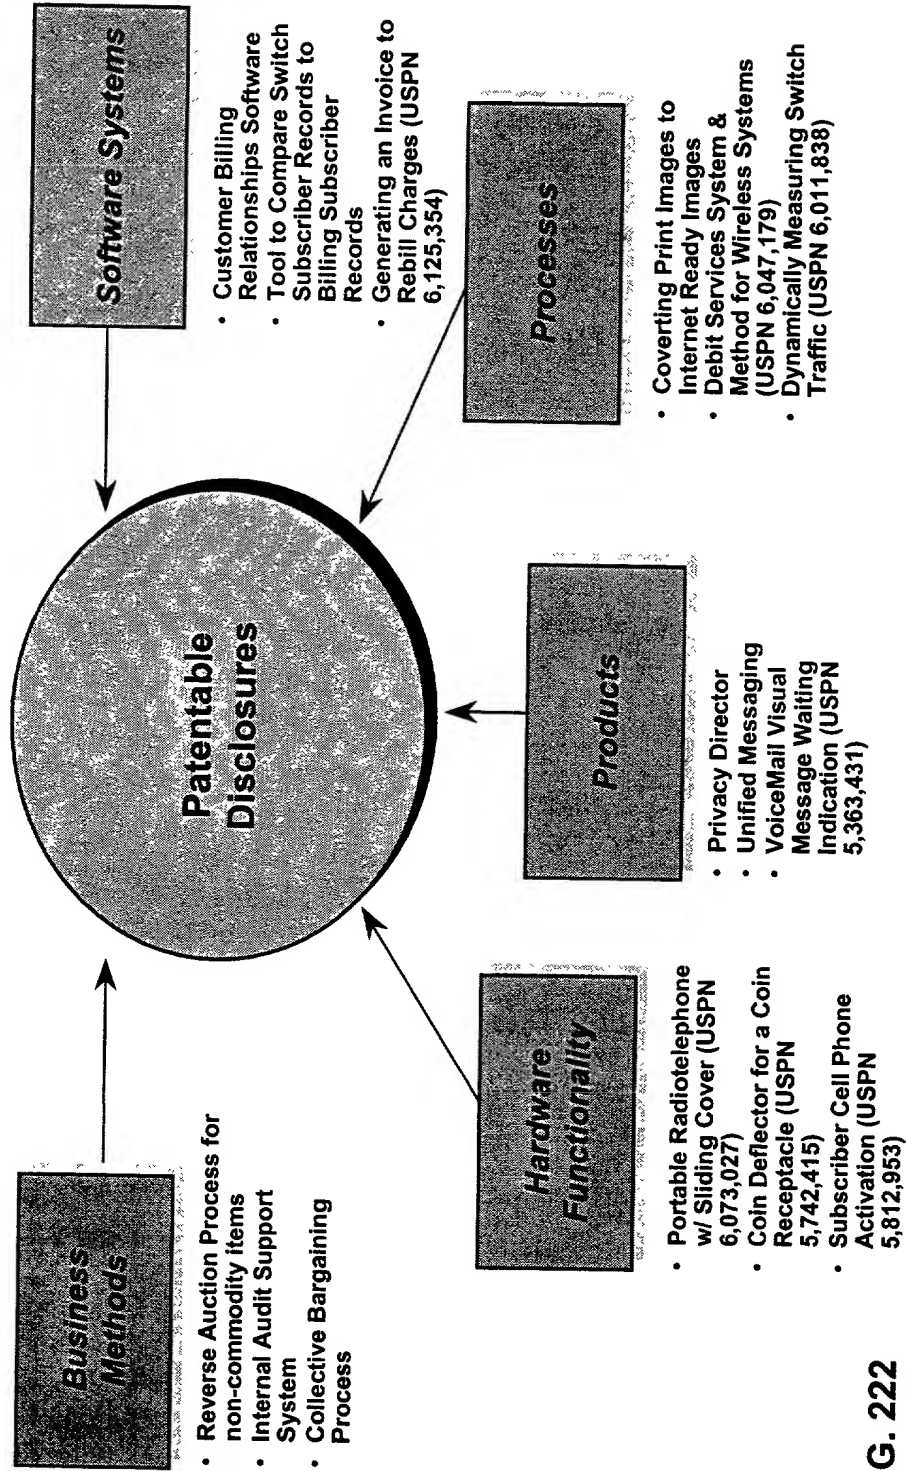 Business
Methods
• Reverse Auction Process for
non-commodity items
• Internal Audit Support
System
• Collective Bargaining
Process
Patentable
Disclosures
Software Systems
• Customer Billing
Relationships Software
• Tool to Compare Switch
Subscriber Records to
Billing Subscriber
Records
• Generating an Invoice to
Rebill Charges (USPN
6,125,354)
Hardware
Functionality
• Portable Radiotelephone
w/ Sliding Cover (USPN
6,073,027)
• Coin Deflector for a Coin
Receptacle (USPN
5,742,415)
• Subscriber Cell Phone
Activation (USPN
5,812,953)
Products
• Privacy Director
• Unified Messaging
• VoiceMail Visual
Message Waiting
Indication (USPN
5,363,431)
Processes
• Coverting Print Images to
Internet Ready Images
• Debit Services System &
Method for Wireless Systems
(USPN 6,047,179)
• Dynamically Measuring Switch
Traffic (USPN 6,011,838)
G. 222